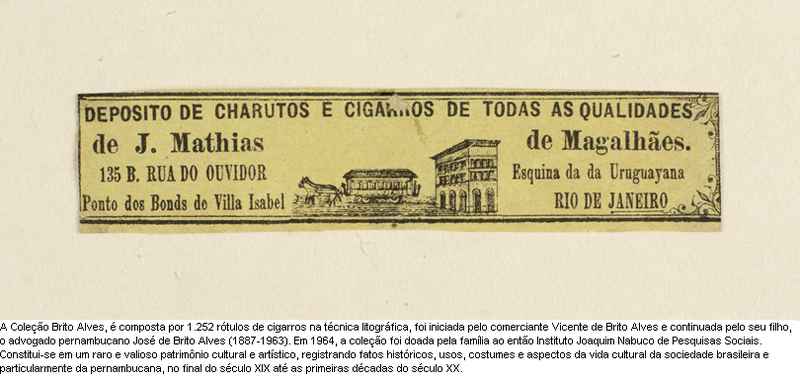 DEPOSITO DE CHARUTOS E CIGARROS DE TODAS AS QUALIDADES
de J. Mathias de Magalhães.
135 B. RUA DO OUVIDOR Esquina da da Uruguayana
Ponto dos Bonds de Villa Isabel RIO DE JANEIRO
A Coleção Brito Alves, é composta por 1.252 rótulos de cigarros na técnica litográfica, foi iniciada pelo comerciante Vicente de Brito Alves e continuada pelo seu filho,
o advogado pernambucano José de Brito Alves (1887-1963). Em 1964, a coleção foi doada pela família ao então Instituto Joaquim Nabuco de Pesquisas Sociais.
Constitui-se em um raro e valioso patrimônio cultural e artístico, registrando fatos históricos, usos, costumes e aspectos da vida cultural da sociedade brasileira e
particularmente da pernambucana, no final do século XIX até as primeiras décadas do século XX.